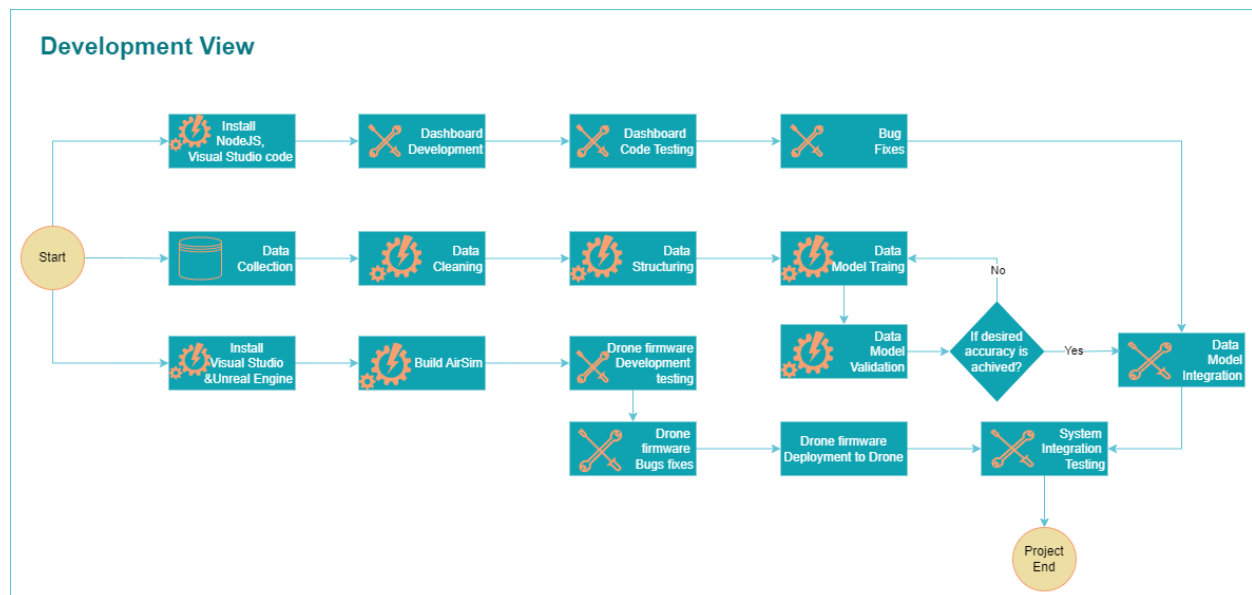 Development View
Install
NodeJS,
Visual Studio code
Dashboard
Development
Dashboard
Code Testing
Bug
Fixes
Start
Data
Collection
Data
Cleaning
Data
Structuring
Data
Model Traing
No
Install
Visual Studio
&Unreal Engine
Build AirSim
Drone firmware
Development
testing
Data
Model
Validation
If desired
accuracy is
achived?
Yes
Data
Model
Integration
Drone
firmware
Bugs fixes
Drone firmware
Deployment to Drone
System
Integration
Testing
Project
End